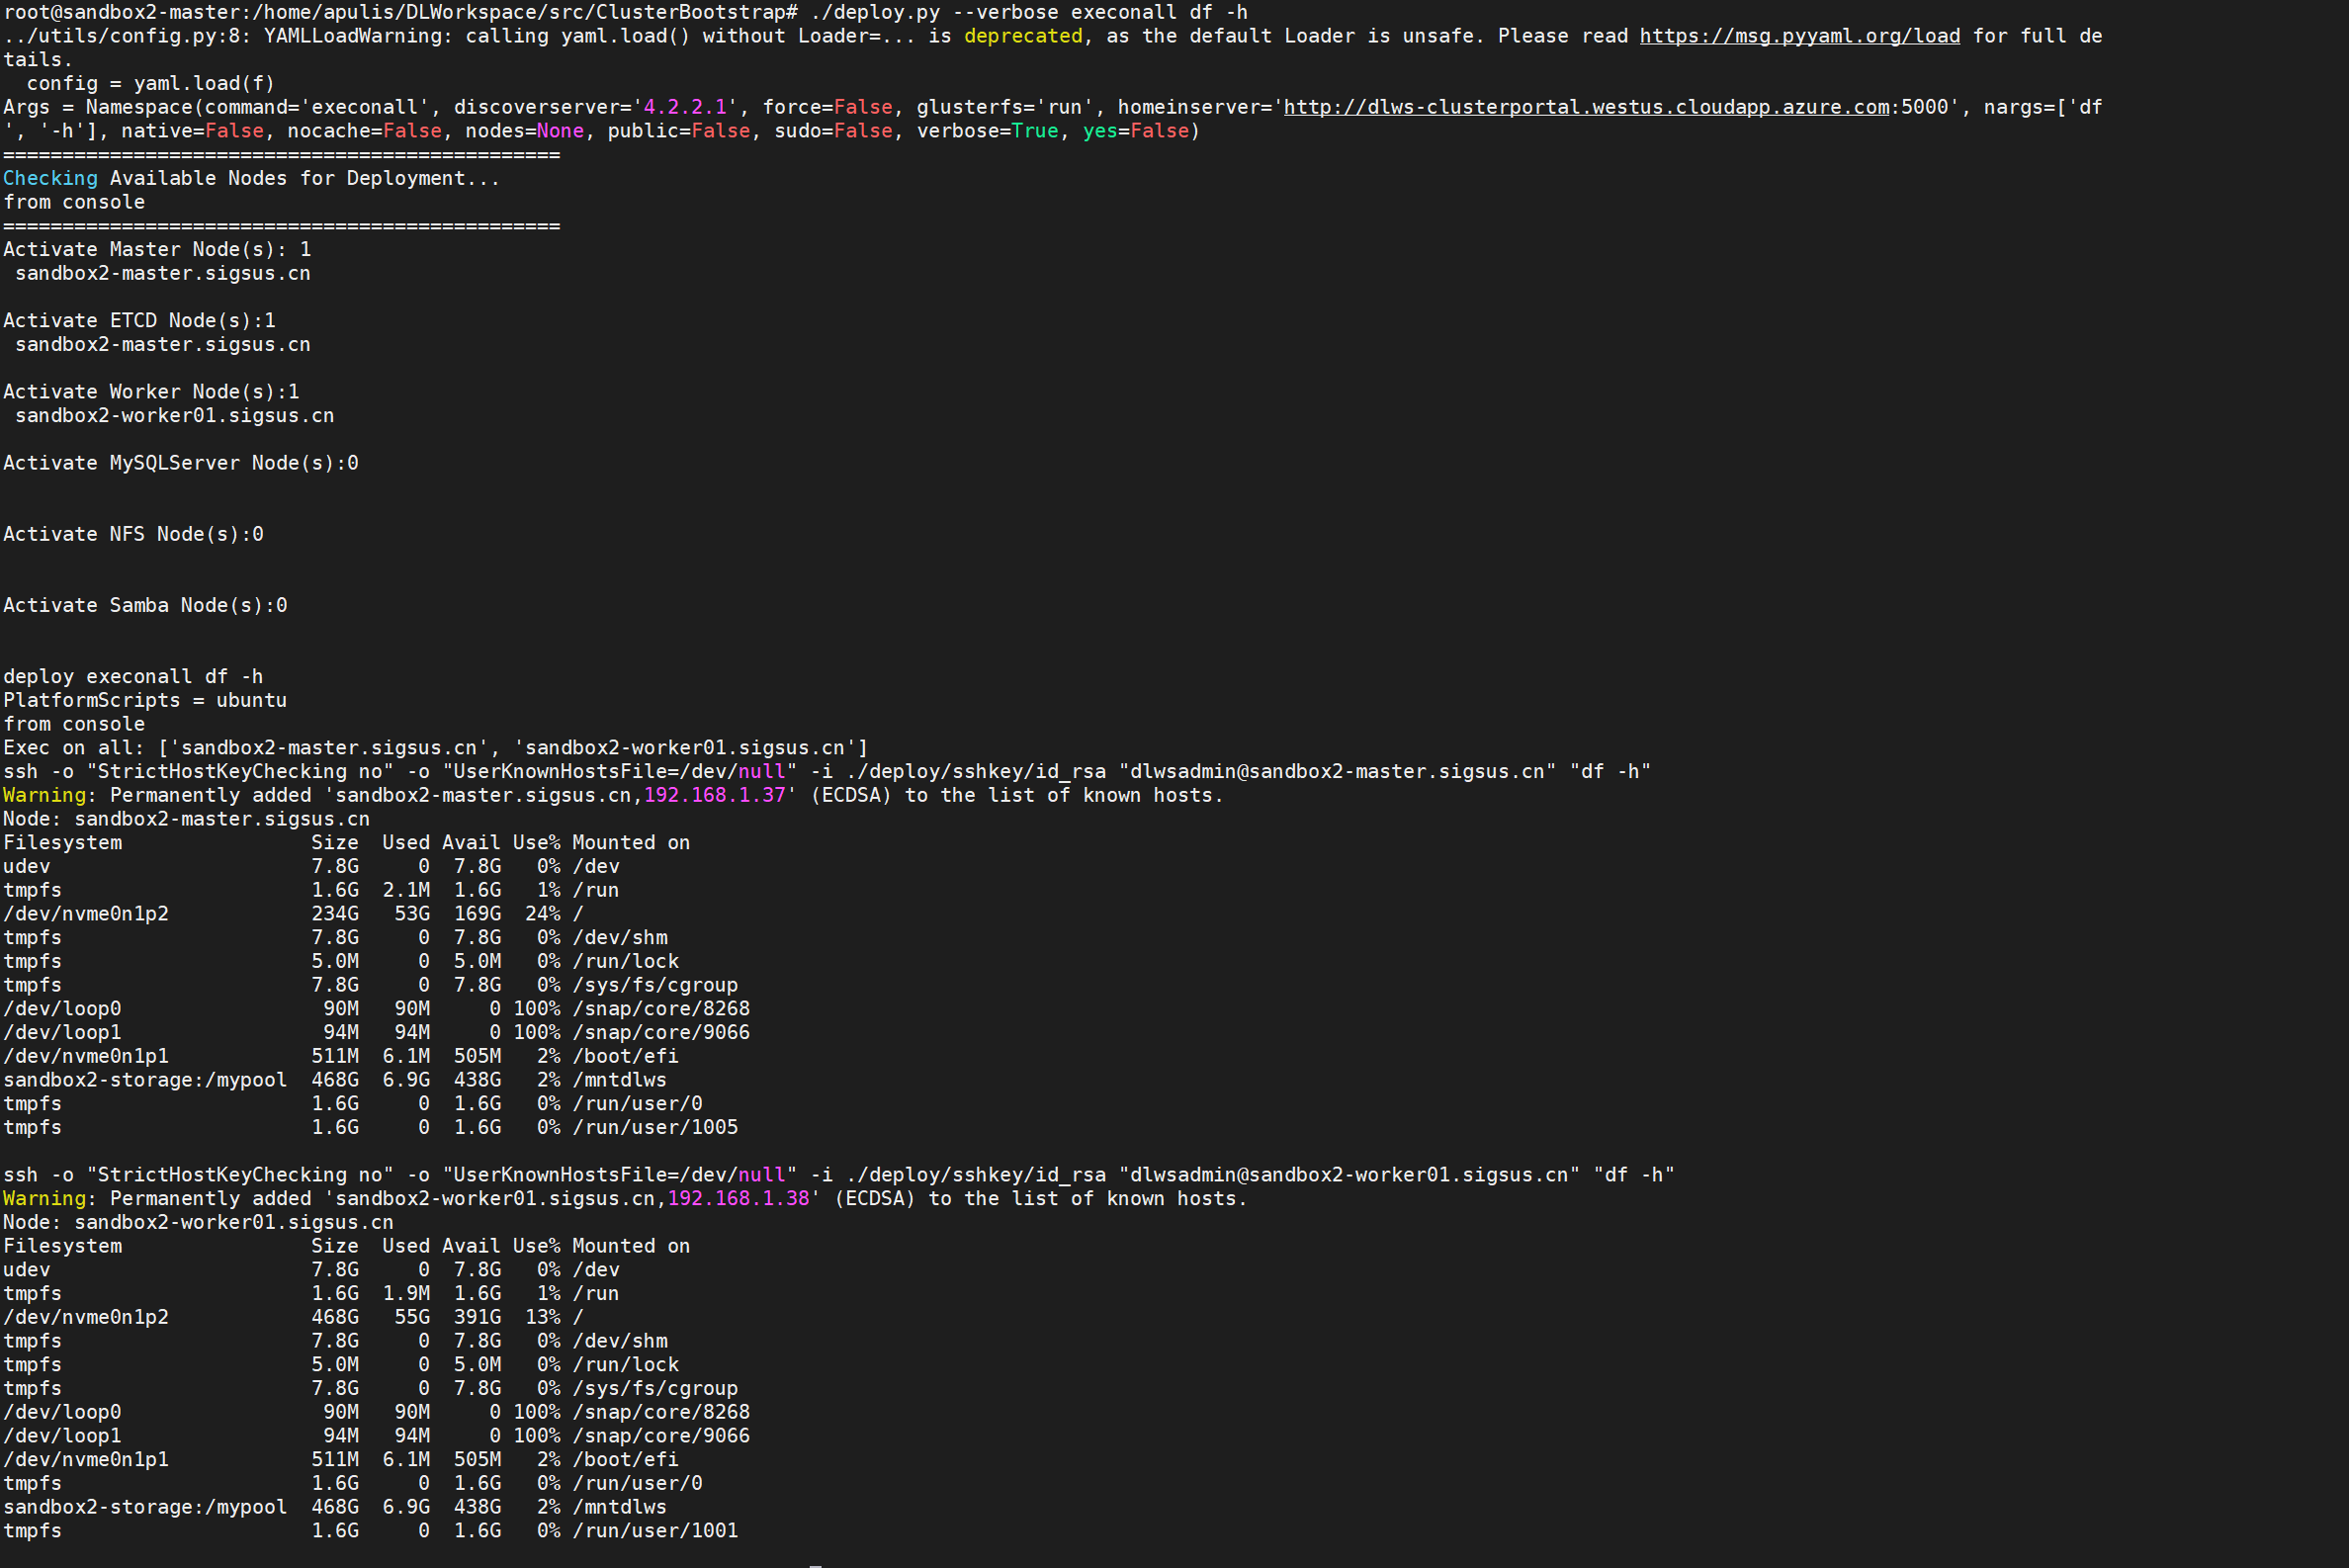 root@sandbox2-master:/home/apulis/DLWorkspace/src/ClusterBootstrap# ./deploy.py --verbose execonall df -h
../utils/config.py:8: YAMLLoadWarning: calling yaml.load() without Loader=... is deprecated, as the default Loader is unsafe. Please read https://msg.pyyaml.org/load for full de
tails.
  config = yaml.load(f)
Args = Namespace(command='execonall', discoverserver='4.2.2.1', force=False, glusterfs='run', homeinserver='http://dlws-clusterportal.westus.cloudapp.azure.com:5000', nargs=['df
', '-h'], native=False, nocache=False, nodes=None, public=False, sudo=False, verbose=True, yes=False)
===============================================
Checking Available Nodes for Deployment...
from console
===============================================
Activate Master Node(s): 1
 sandbox2-master.sigsus.cn
Activate ETCD Node(s):1
 sandbox2-master.sigsus.cn
Activate Worker Node(s):1
 sandbox2-worker01.sigsus.cn
Activate MySQLServer Node(s):0
Activate NFS Node(s):0
Activate Samba Node(s):0
deploy execonall df -h
PlatformScripts = ubuntu
from console
Exec on all: ['sandbox2-master.sigsus.cn', 'sandbox2-worker01.sigsus.cn']
ssh -o "StrictHostKeyChecking no" -o "UserKnownHostsFile=/dev/null" -i ./deploy/sshkey/id_rsa "dlwsadmin@sandbox2-master.sigsus.cn" "df -h"
Warning: Permanently added 'sandbox2-master.sigsus.cn,192.168.1.37' (ECDSA) to the list of known hosts.
Node: sandbox2-master.sigsus.cn
Filesystem                Size  Used Avail Use% Mounted on
udev                      7.8G     0  7.8G   0% /dev
tmpfs                     1.6G  2.1M  1.6G   1% /run
/dev/nvme0n1p2            234G   53G  169G  24% /
tmpfs                     7.8G     0  7.8G   0% /dev/shm
tmpfs                     5.0M     0  5.0M   0% /run/lock
tmpfs                     7.8G     0  7.8G   0% /sys/fs/cgroup
/dev/loop0                 90M   90M     0 100% /snap/core/8268
/dev/loop1                 94M   94M     0 100% /snap/core/9066
/dev/nvme0n1p1            511M  6.1M  505M   2% /boot/efi
sandbox2-storage:/mypool  468G  6.9G  438G   2% /mntdlws
tmpfs                     1.6G     0  1.6G   0% /run/user/0
tmpfs                     1.6G     0  1.6G   0% /run/user/1005
ssh -o "StrictHostKeyChecking no" -o "UserKnownHostsFile=/dev/null" -i ./deploy/sshkey/id_rsa "dlwsadmin@sandbox2-worker01.sigsus.cn" "df -h"
Warning: Permanently added 'sandbox2-worker01.sigsus.cn,192.168.1.38' (ECDSA) to the list of known hosts.
Node: sandbox2-worker01.sigsus.cn
Filesystem                Size  Used Avail Use% Mounted on
udev                      7.8G     0  7.8G   0% /dev
tmpfs                     1.6G  1.9M  1.6G   1% /run
/dev/nvme0n1p2            468G   55G  391G  13% /
tmpfs                     7.8G     0  7.8G   0% /dev/shm
tmpfs                     5.0M     0  5.0M   0% /run/lock
tmpfs                     7.8G     0  7.8G   0% /sys/fs/cgroup
/dev/loop0                 90M   90M     0 100% /snap/core/8268
/dev/loop1                 94M   94M     0 100% /snap/core/9066
/dev/nvme0n1p1            511M  6.1M  505M   2% /boot/efi
tmpfs                     1.6G     0  1.6G   0% /run/user/0
sandbox2-storage:/mypool  468G  6.9G  438G   2% /mntdlws
tmpfs                     1.6G     0  1.6G   0% /run/user/1001